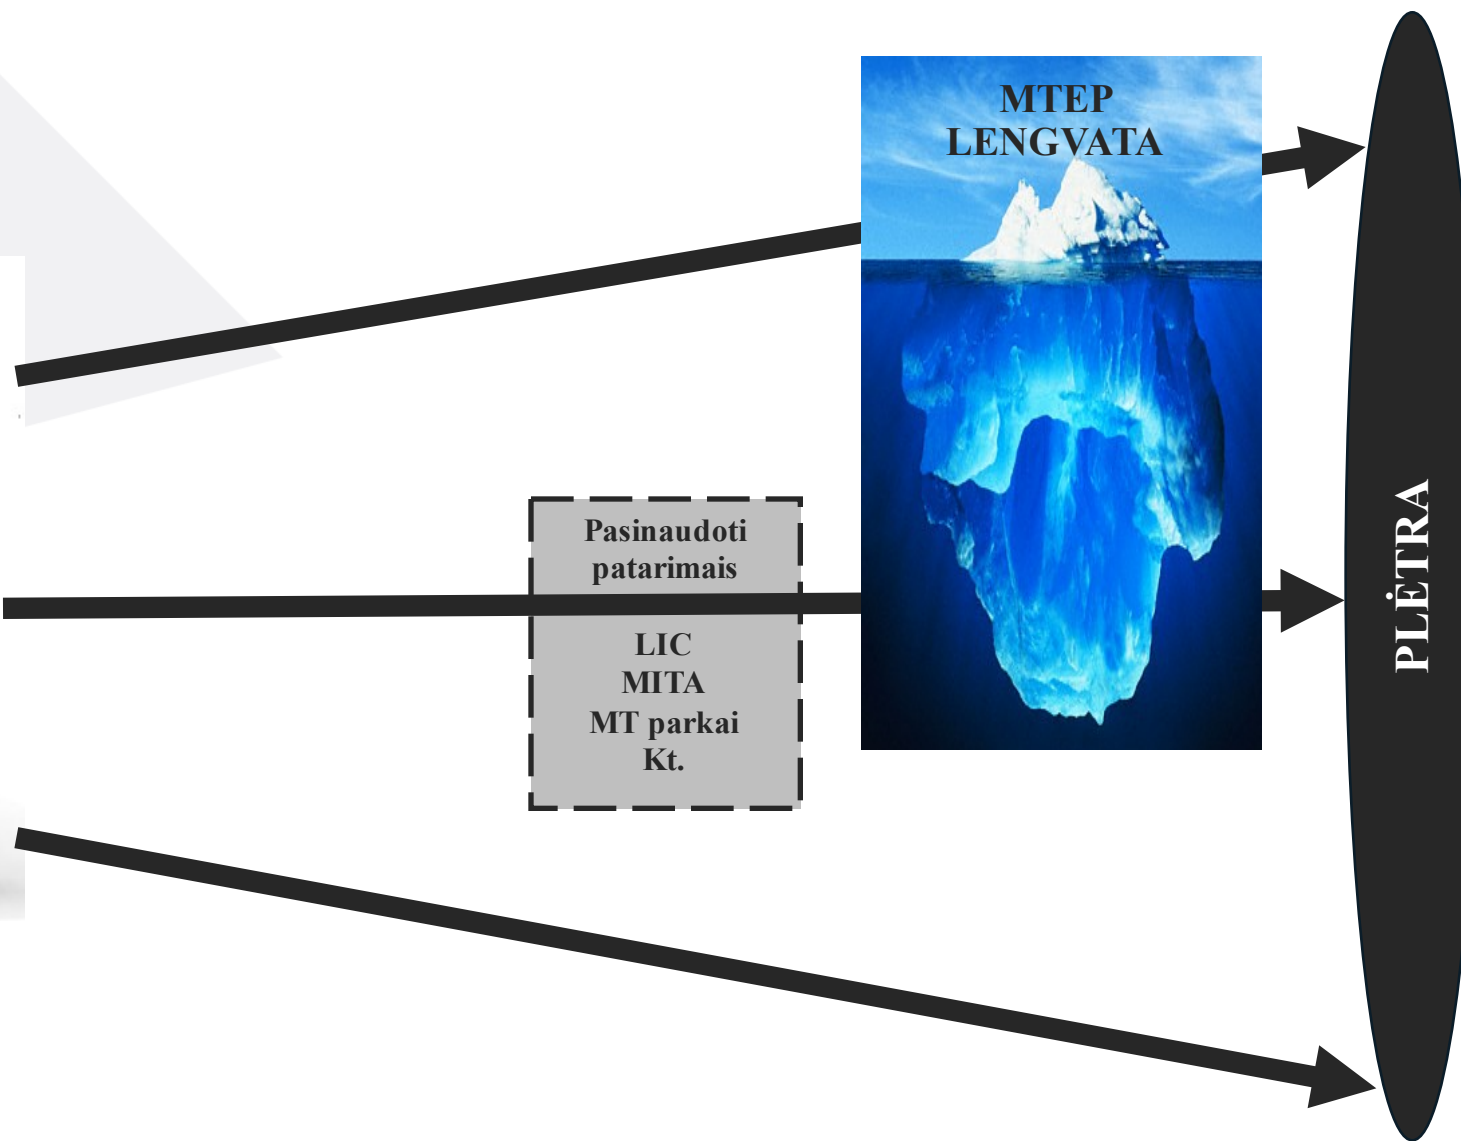 MTEP
LENGVATA
Pasinaudoti
patarimais
LIC
MITA
MT parkai
Kt.
PLĖTRA